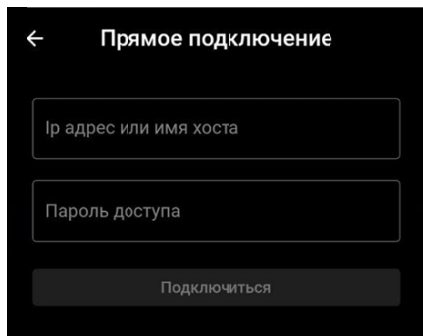 Прямое подключение
Ip адрес или имя хоста
Пароль доступа
Подключиться